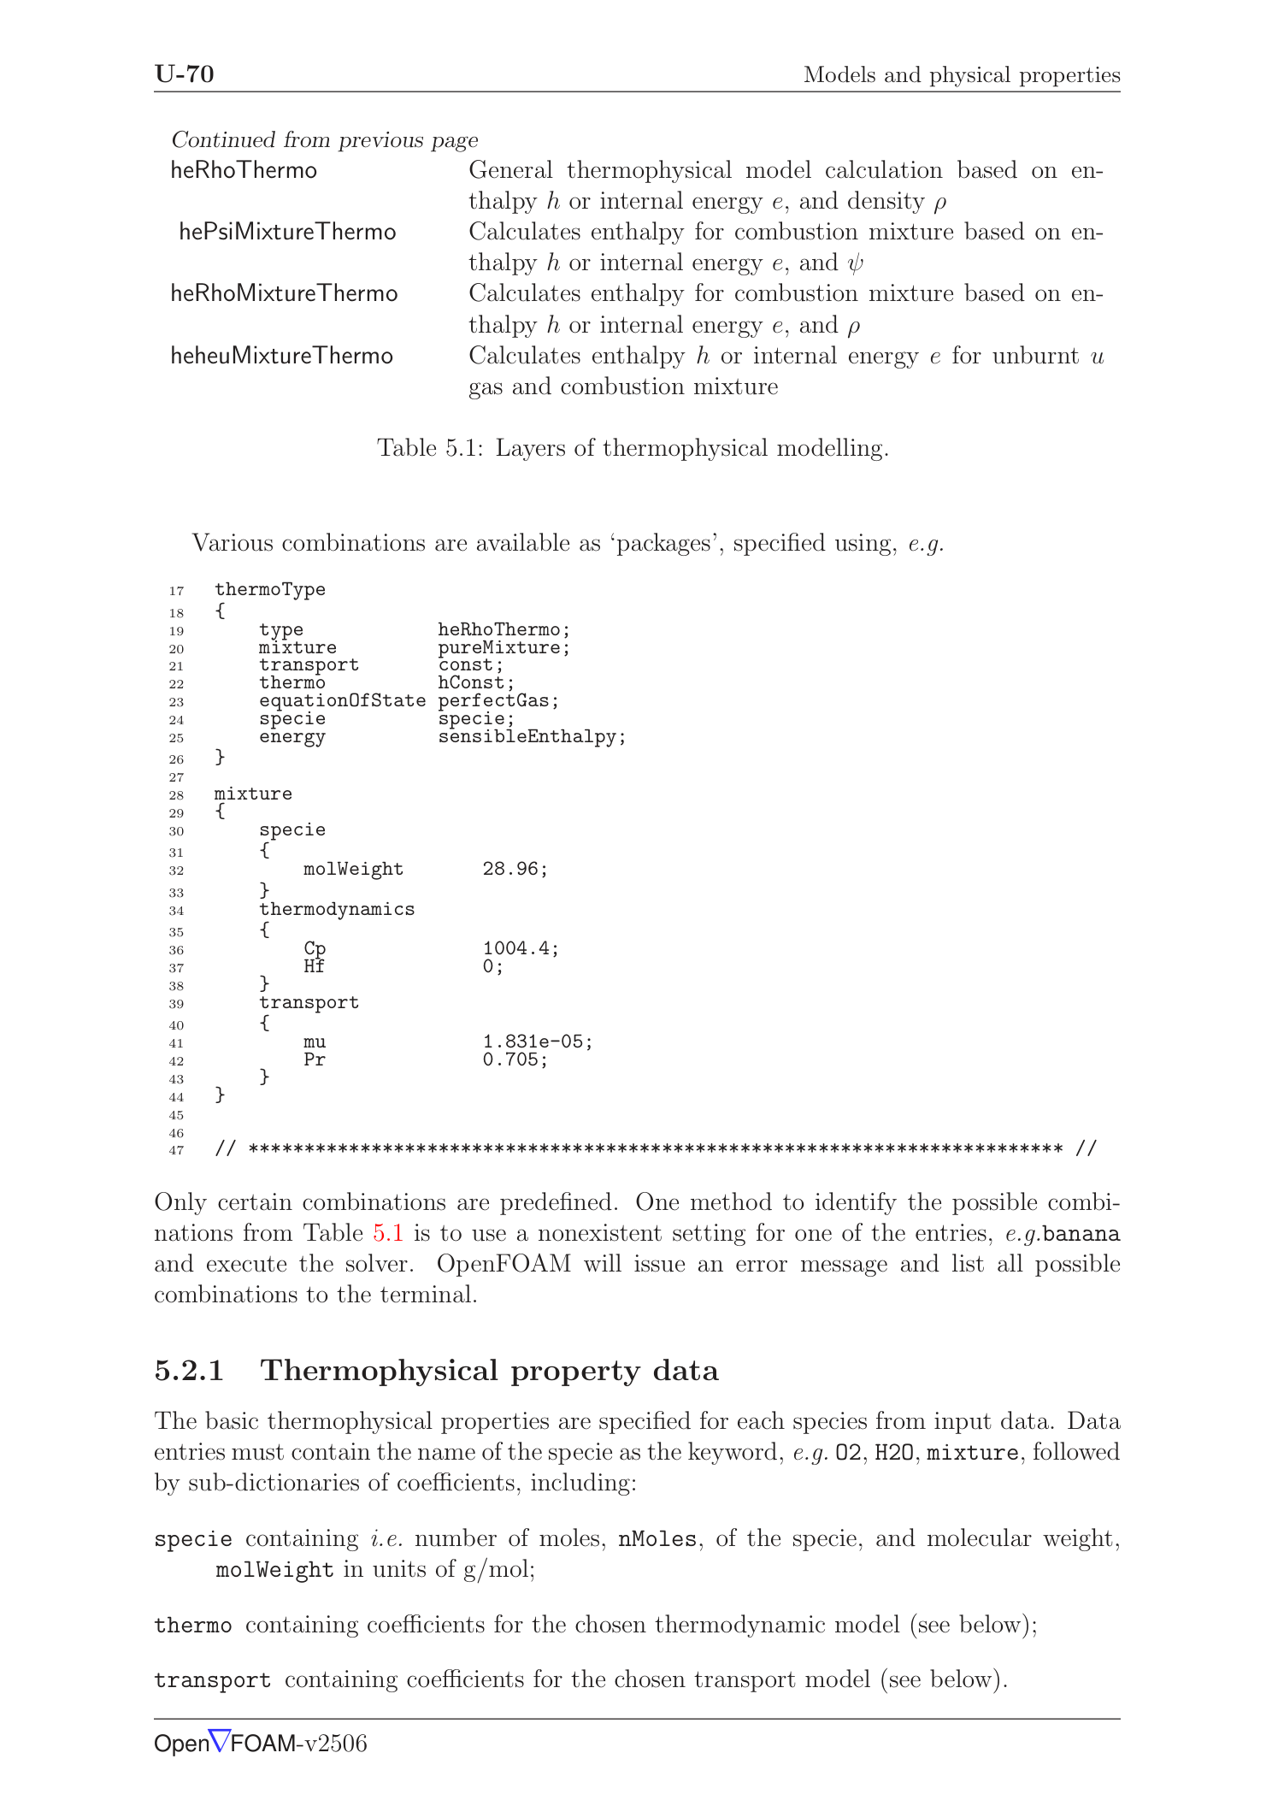 U-70 Models and physical properties
Continued from previous page
heRhoThermo General thermophysical model calculation based on en-
thalpy h or internal energy e, and density ρ
hePsiMixtureThermo Calculates enthalpy for combustion mixture based on en-
thalpy h or internal energy e, and ψ
heRhoMixtureThermo Calculates enthalpy for combustion mixture based on en-
thalpy h or internal energy e, and ρ
heheuMixtureThermo Calculates enthalpy h or internal energy e for unburnt u
gas and combustion mixture
Table 5.1: Layers of thermophysical modelling.
Various combinations are available as ‘packages’, specified using, e.g.
17 thermoType
18 {
19 type heRhoThermo;
20 mixture pureMixture;
21 transport const;
22 thermo hConst;
23 equationOfState perfectGas;
24 specie specie;
25 energy sensibleEnthalpy;
26 }
27
28 mixture
29 {
30 specie
31 {
32 molWeight 28.96;
33 }
34 thermodynamics
35 {
36 Cp 1004.4;
37 Hf 0;
38 }
39 transport
40 {
41 mu 1.831e-05;
42 Pr 0.705;
43 }
44 }
45
46
47 // ************************************************************************* //
Only certain combinations are predefined. One method to identify the possible combi-
nations from Table 5.1 is to use a nonexistent setting for one of the entries, e.g.banana
and execute the solver. OpenFOAM will issue an error message and list all possible
combinations to the terminal.
5.2.1 Thermophysical property data
The basic thermophysical properties are specified for each species from input data. Data
entries must contain the name of the specie as the keyword, e.g. O2, H2O, mixture, followed
by sub-dictionaries of coefficients, including:
specie containing i.e. number of moles, nMoles, of the specie, and molecular weight,
molWeight in units of g/mol;
thermo containing coefficients for the chosen thermodynamic model (see below);
transport containing coefficients for the chosen transport model (see below).
Open∇FOAM-v2506